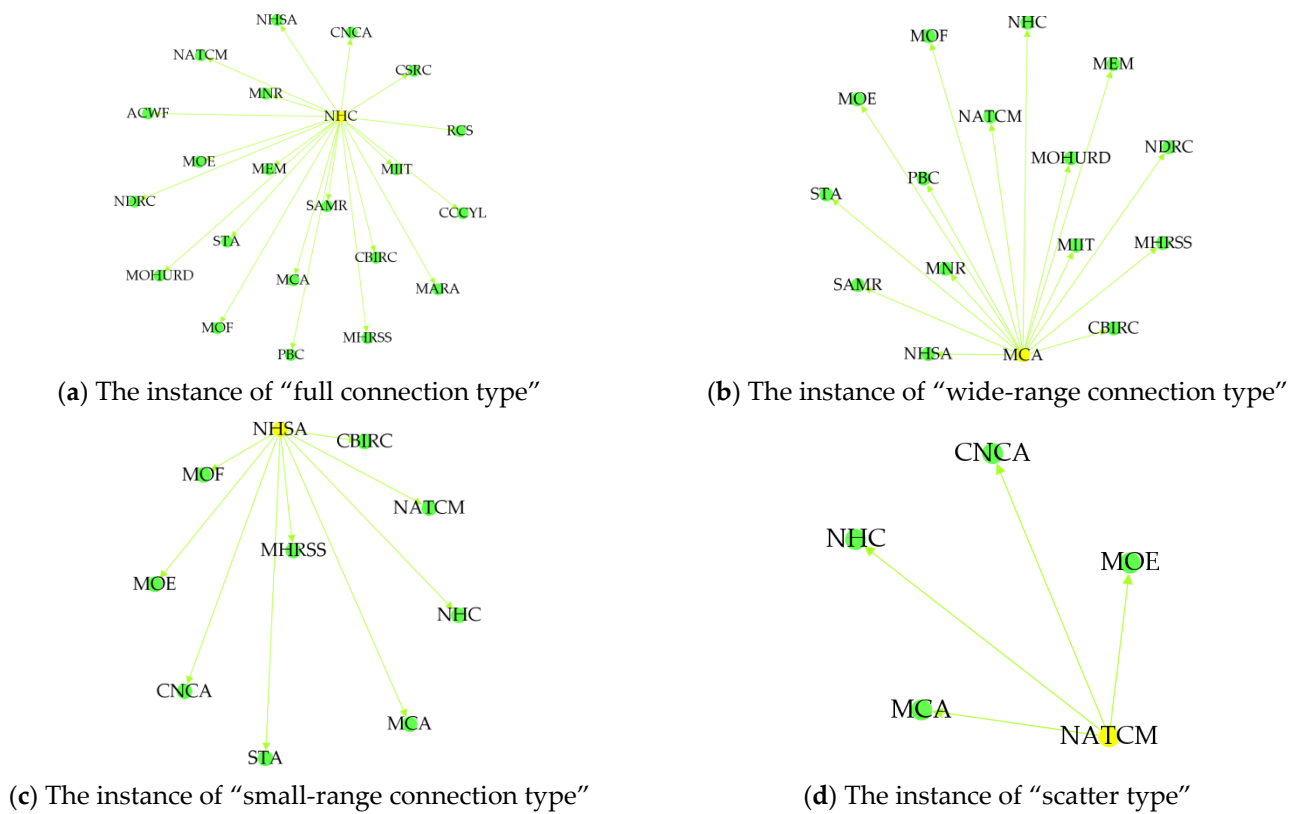 NHSA
CNCA
NATCM
CSRC
MNR
ACWF
NHC
RCS
MOE
MEM
MIIT
NDRC
SAMR
CCCYL
STA
CBIRC
MOHURD
MCA
MARA
MOF
MHRSS
PBC
(a) The instance of “full connection type”
NHC
MOF
MEM
MOE
NATCM
NDRC
MOHURD
PBC
STA
MIIT
MHRSS
MNR
SAMR
CBIRC
NHSA
MCA
(b) The instance of “wide-range connection type”
NHSA
CBIRC
MOF
NATCM
MHRSS
MOE
NHC
CNCA
MCA
STA
(c) The instance of “small-range connection type”
CNCA
NHC
MOE
MCA
NATCM
(d) The instance of “scatter type”